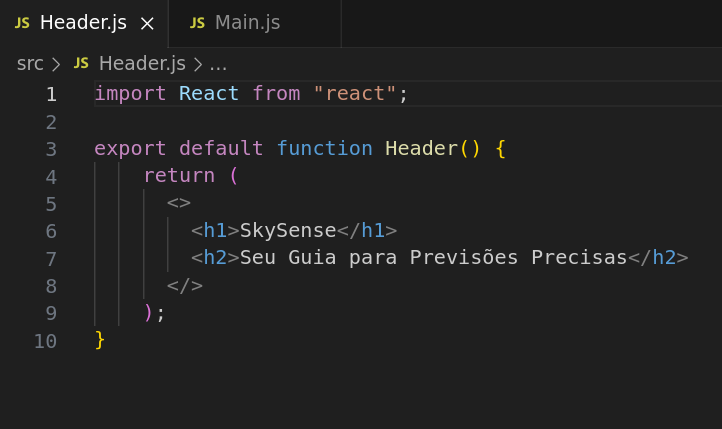 JS Header.js × JS Main.js
src > JS Header.js > ...
1 import React from "react";
2
3 export default function Header() {
4     return (
5       <>
6         <h1>SkySense</h1>
7         <h2>Seu Guia para Previsões Precisas</h2>
8       </>
9     );
10 }